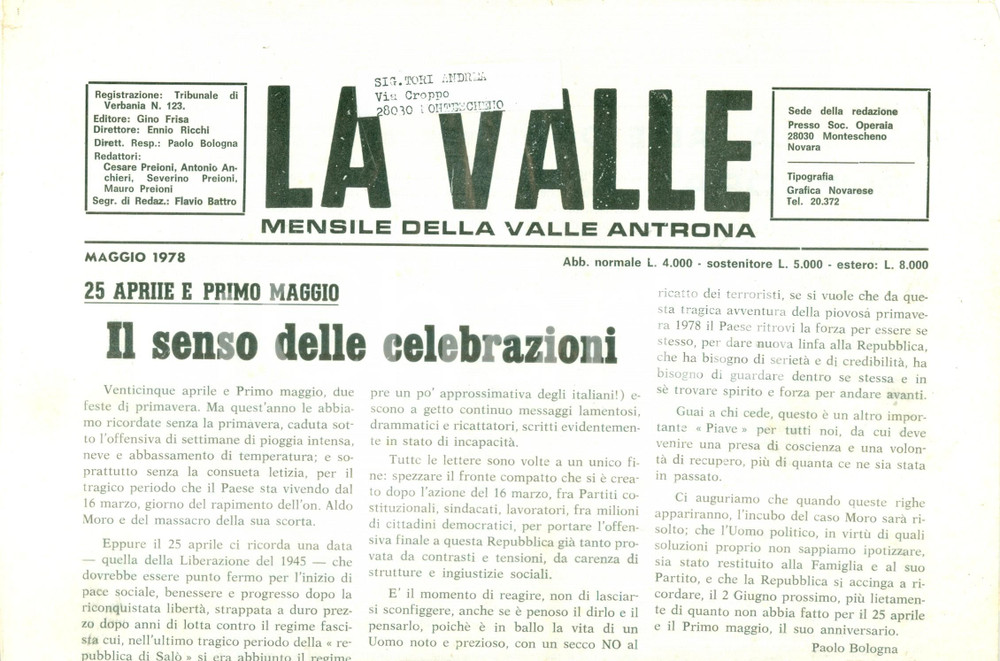 Registrazione: Tribunale di
Verbania N. 123.
Editore: Gino Frisa
Direttore: Ennio Ricchi
Dirett. Resp.: Paolo Bologna
Redattori:
Cesare Preioni, Antonio An-
chieri, Severino Preioni,
Mauro Preioni
Segr. di Redaz.: Flavio Battro
SIG. TORI ANDREA
Via Croppo
28030
LA VALLE
MENSILE DELLA VALLE ANTRONA
Sede della redazione
Presso Soc. Operaia
28030 Montescheno
Novara
Tipografia
Grafica Novarese
Tel. 20.372
MAGGIO 1978
Abb. normale L. 4.000 - sostenitore L. 5.000 - estero: L. 8.000
25 APRIIE E PRIMO MAGGIO
Il senso delle celebrazioni
Venticinque aprile e Primo maggio, due
feste di primavera. Ma quest'anno le abbia-
mo ricordate senza la primavera, caduta sot-
to l'offensiva di settimane di pioggia intensa,
neve e abbassamento di temperatura; e so-
prattutto senza la consueta letizia, per il
tragico periodo che il Paese sta vivendo dal
16 marzo, giorno del rapimento dell'on. Aldo
Moro e del massacro della sua scorta.
Eppure il 25 aprile ci ricorda una data
— quella della Liberazione del 1945 — che
dovrebbe essere punto fermo per l'inizio di
pace sociale, benessere e progresso dopo la
riconquistata libertà, strappata a duro prez-
zo dopo anni di lotta contro il regime fasci-
sta cui, nell'ultimo tragico periodo della « re-
pubblica di Salò » si era abbiunto il regime
pre un po' approssimativa degli italiani!) e-
scono a getto continuo messaggi lamentosi,
drammatici e ricattatori, scritti evidentemen-
te in stato di incapacità.
Tutte le lettere sono volte a un unico fi-
ne: spezzare il fronte compatto che si è crea-
to dopo l'azione del 16 marzo, fra Partiti co-
stituzionali, sindacati, lavoratori, fra milioni
di cittadini democratici, per portare l'offen-
siva finale a questa Repubblica già tanto pro-
vata da contrasti e tensioni, da carenza di
strutture e ingiustizie sociali.
E' il momento di reagire, non di lasciar-
si sconfiggere, anche se è penoso il dirlo e il
pensarlo, poichè è in ballo la vita di un
Uomo noto e prezioso, con un secco NO al
ricatto dei terroristi, se si vuole che da que-
sta tragica avventura della piovosa primave-
ra 1978 il Paese ritrovi la forza per essere se
stesso, per dare nuova linfa alla Repubblica,
che ha bisogno di serietà e di credibilità, ha
bisogno di guardare dentro se stessa e in
sè trovare spirito e forza per andare avanti.
Guai a chi cede, questo è un altro impor-
tante « Piave » per tutti noi, da cui deve
venire una presa di coscienza e una volon-
tà di recupero, più di quanta ce ne sia stata
in passato.
Ci auguriamo che quando queste righe
appariranno, l'incubo del caso Moro sarà ri-
solto; che l'Uomo politico, in virtù di quali
soluzioni proprio non sappiamo ipotizzare,
sia stato restituito alla Famiglia e al suo
Partito, e che la Repubblica si accinga a ri-
cordare, il 2 Giugno prossimo, più lietamen-
te di quanto non abbia fatto per il 25 aprile
e il Primo maggio, il suo anniversario.
Paolo Bologna